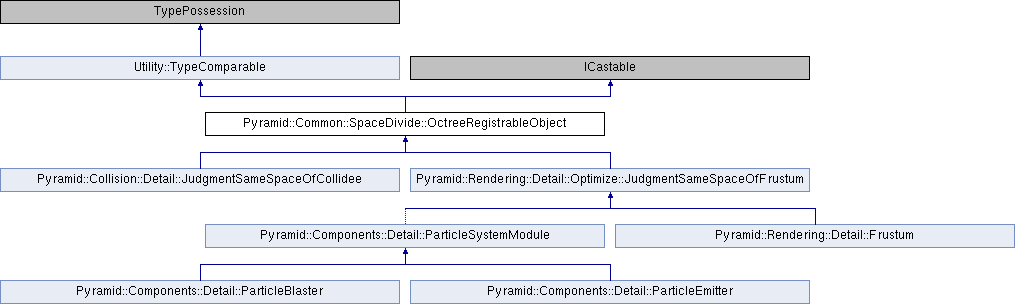 TypePossession
Utility::TypeComparable
ICastable
Pyramid::Common::SpaceDivide::OctreeRegistrableObject
Pyramid::Collision::Detail::JudgmentSameSpaceOfCollidee
Pyramid::Rendering::Detail::Optimize::JudgmentSameSpaceOfFrustum
Pyramid::Components::Detail::ParticleSystemModule
Pyramid::Rendering::Detail::Frustum
Pyramid::Components::Detail::ParticleBlaster
Pyramid::Components::Detail::ParticleEmitter